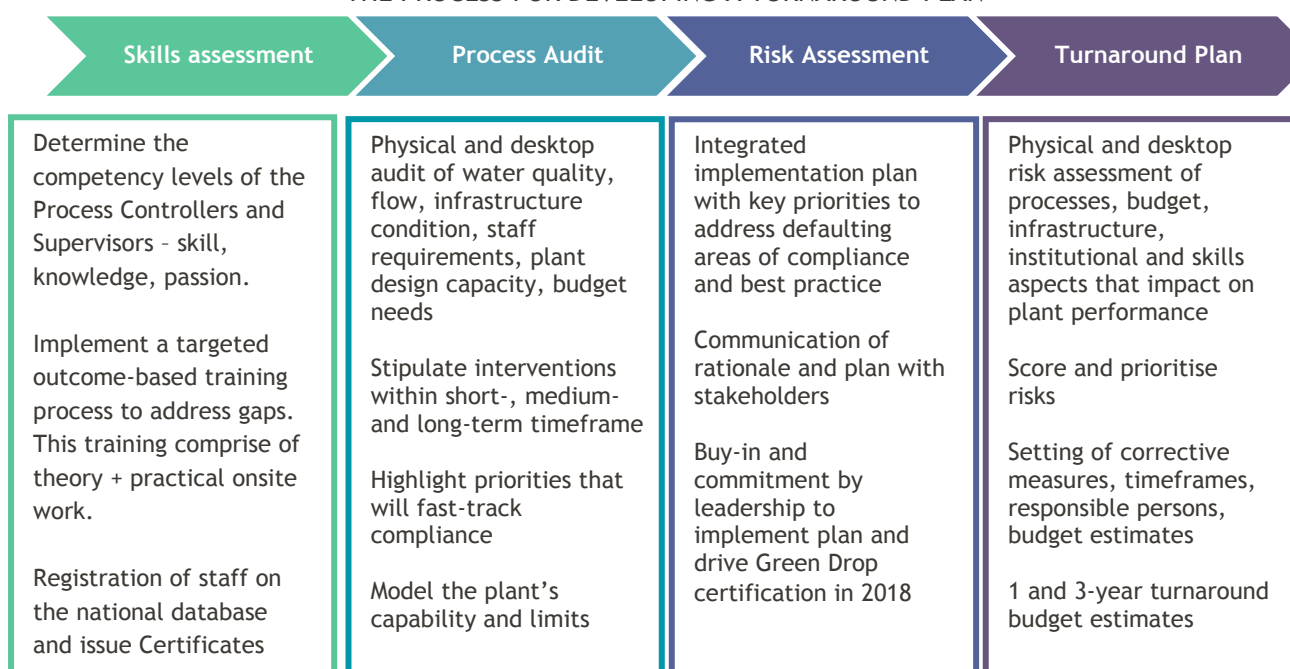 THE PROCESS FOR DEVELOPING A TURNAROUND PLAN
Skills assessment
Process Audit
Risk Assessment
Turnaround Plan
Determine the
competency levels of the
Process Controllers and
Supervisors – skill,
knowledge, passion.
Implement a targeted
outcome-based training
process to address gaps.
This training comprise of
theory + practical onsite
work.
Registration of staff on
the national database
and issue Certificates
Physical and desktop
audit of water quality,
flow, infrastructure
condition, staff
requirements, plant
design capacity, budget
needs
Stipulate interventions
within short-, medium-
and long-term timeframe
Highlight priorities that
will fast-track
compliance
Model the plant's
capability and limits
Integrated
implementation plan
with key priorities to
address defaulting
areas of compliance
and best practice
Communication of
rationale and plan with
stakeholders
Buy-in and
commitment by
leadership to
implement plan and
drive Green Drop
certification in 2018
Physical and desktop
risk assessment of
processes, budget,
infrastructure,
institutional and skills
aspects that impact on
plant performance
Score and prioritise
risks
Setting of corrective
measures, timeframes,
responsible persons,
budget estimates
1 and 3-year turnaround
budget estimates